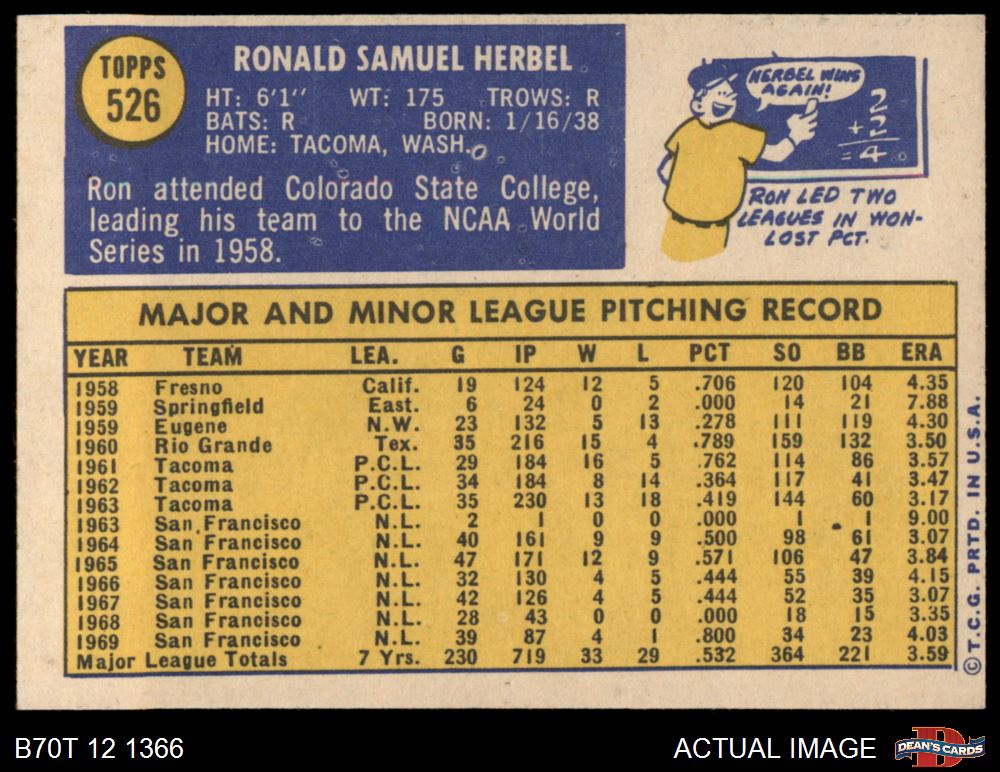 TOPPS
526
RONALD SAMUEL HERBEL
HT: 6'1'' WT: 175 TROWS: R
BATS: R BORN: 1/16/38
HOME: TACOMA, WASH.
Ron attended Colorado State College,
leading his team to the NCAA World
Series in 1958.
HERBEL WINS
AGAIN!
2
+2
=4
RON LED TWO
LEAGUES IN WON-
LOST PCT.
MAJOR AND MINOR LEAGUE PITCHING RECORD
YEAR TEAM LEA. G IP W L PCT SO BB ERA
1958 Fresno Calif. 19 124 12 5 .706 120 104 4.35
1959 Springfield East. 6 24 0 2 .000 14 21 7.88
1959 Eugene N.W. 23 132 5 13 .278 111 119 4.30
1960 Rio Grande Tex. 35 216 15 4 .789 159 132 3.50
1961 Tacoma P.C.L. 29 184 16 5 .762 114 86 3.57
1962 Tacoma P.C.L. 34 184 8 14 .364 117 41 3.47
1963 Tacoma P.C.L. 35 230 13 18 .419 144 60 3.17
1963 San Francisco N.L. 2 1 0 0 .000 1 1 9.00
1964 San Francisco N.L. 40 161 9 9 .500 98 61 3.07
1965 San Francisco N.L. 47 171 12 9 .571 106 47 3.84
1966 San Francisco N.L. 32 130 4 5 .444 55 39 4.15
1967 San Francisco N.L. 42 126 4 5 .444 52 35 3.07
1968 San Francisco N.L. 28 43 0 0 .000 18 15 3.35
1969 San Francisco N.L. 39 87 4 1 .800 34 23 4.03
Major League Totals 7 Yrs. 230 719 33 29 .532 364 221 3.59
© T.C.G. PRTD. IN U.S.A.
B70T 12 1366
ACTUAL IMAGE
D
DEAN'S CARDS